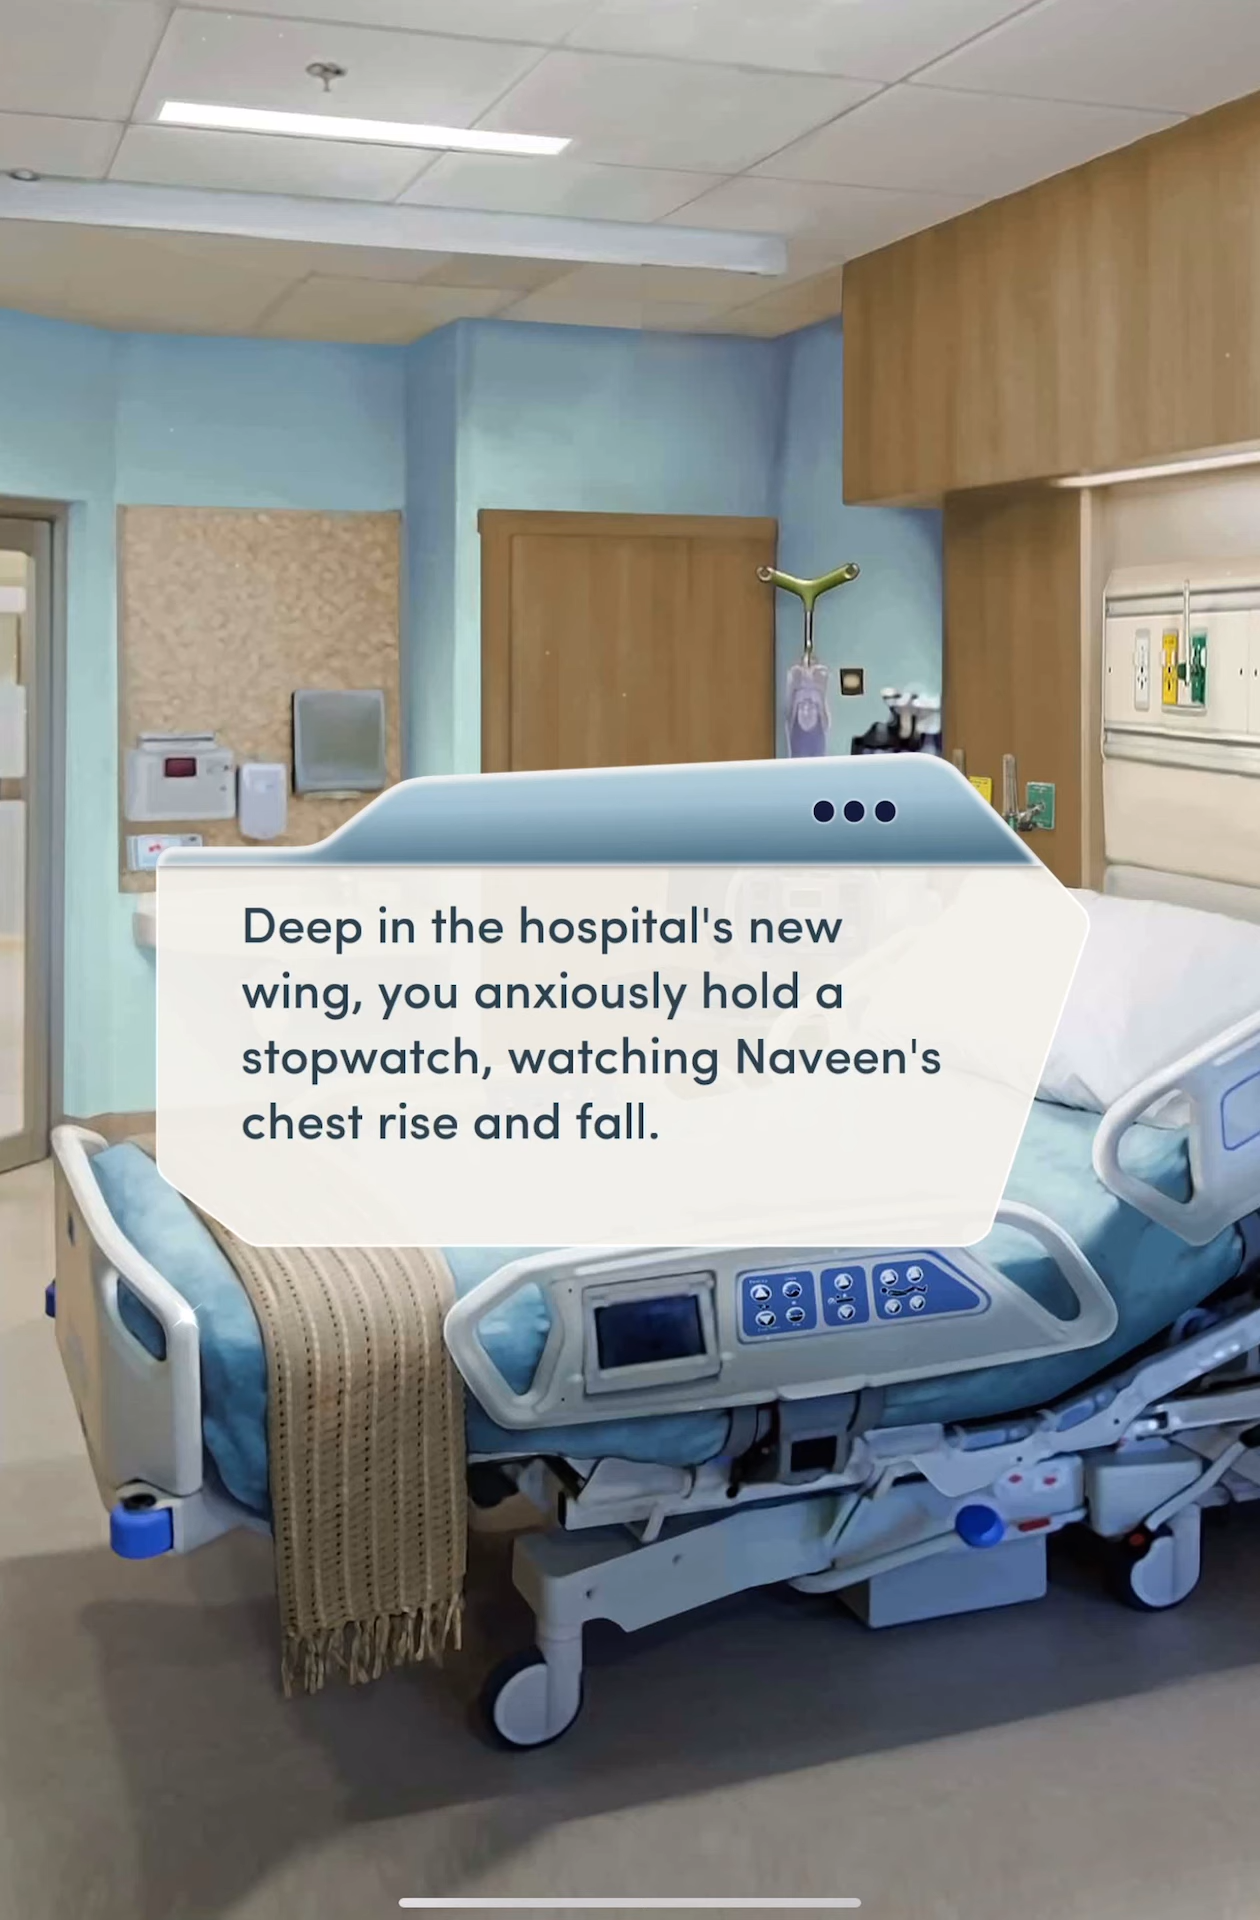 Deep in the hospital's new
wing, you anxiously hold a
stopwatch, watching Naveen's
chest rise and fall.